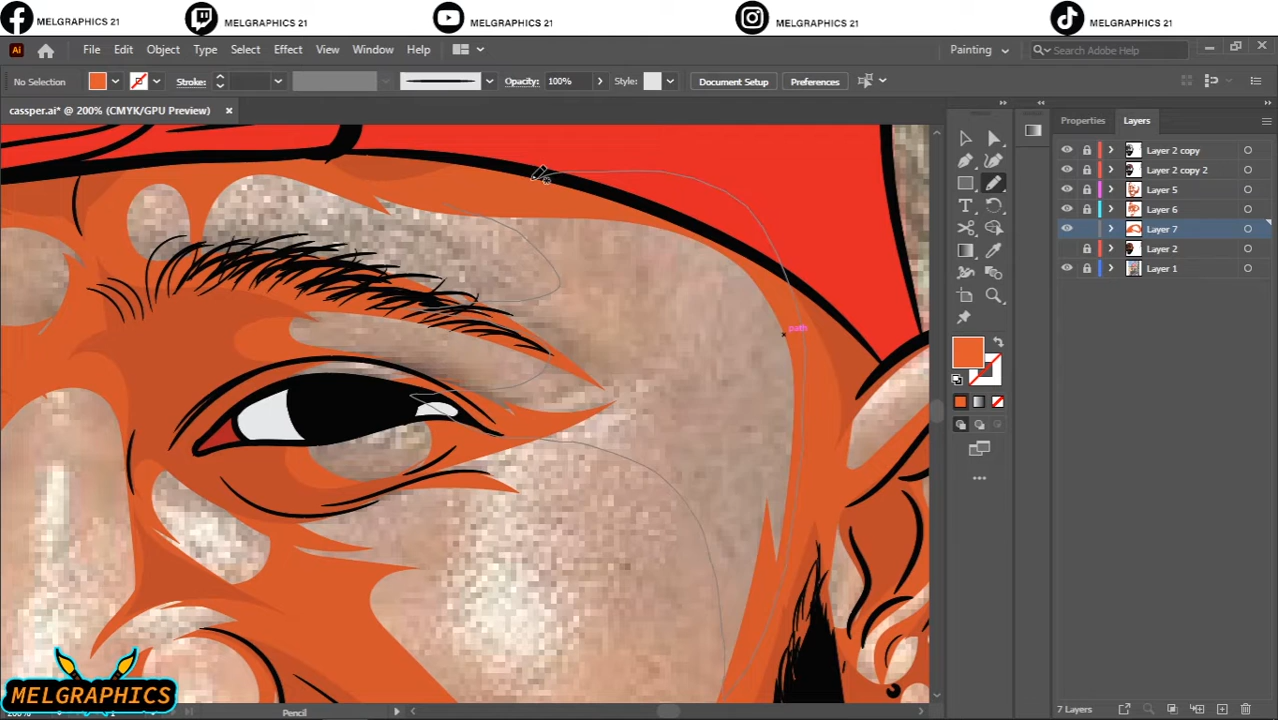 MELGRAPHICS 21 MELGRAPHICS 21 MELGRAPHICS 21 MELGRAPHICS 21 MELGRAPHICS 21
Ai File Edit Object Type Select Effect View Window Help Painting Search Adobe Help
No Selection Stroke: Opacity: 100% Style: Document Setup Preferences
cassper.ai* @ 200% (CMYK/GPU Preview)
Properties Layers
Layer 2 copy
Layer 2 copy 2
Layer 5
Layer 6
Layer 7
Layer 2
Layer 1
path
MELGRAPHICS
Pencil
7 Layers